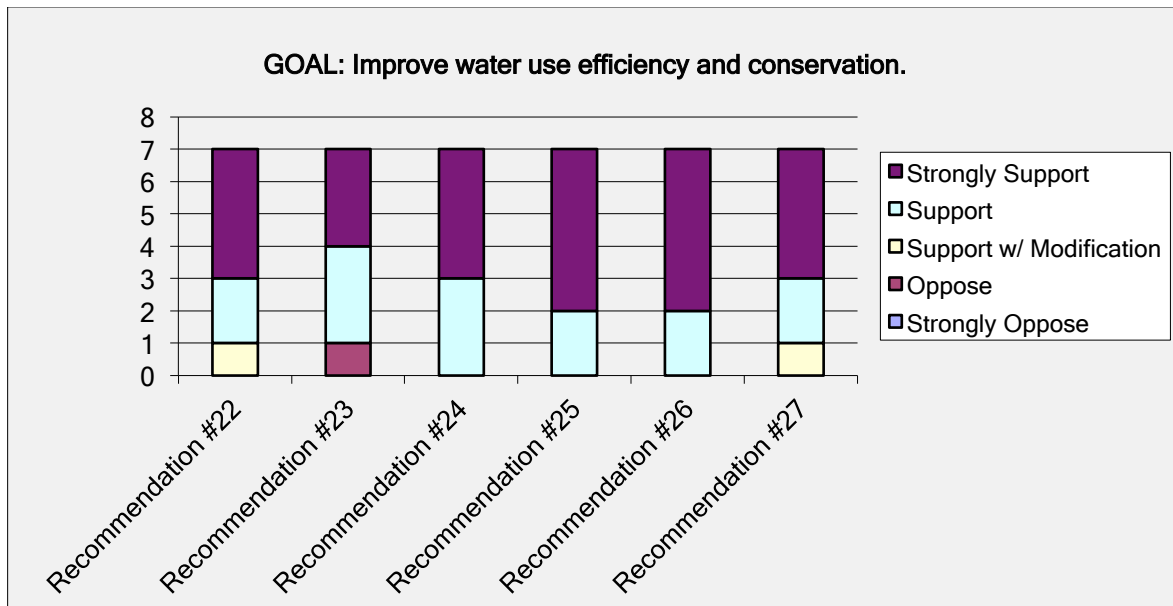 GOAL: Improve water use efficiency and conservation.
8
7
6
5
4
3
2
1
0
Recommendation #22
Recommendation #23
Recommendation #24
Recommendation #25
Recommendation #26
Recommendation #27
Strongly Support
Support
Support w/ Modification
Oppose
Strongly Oppose